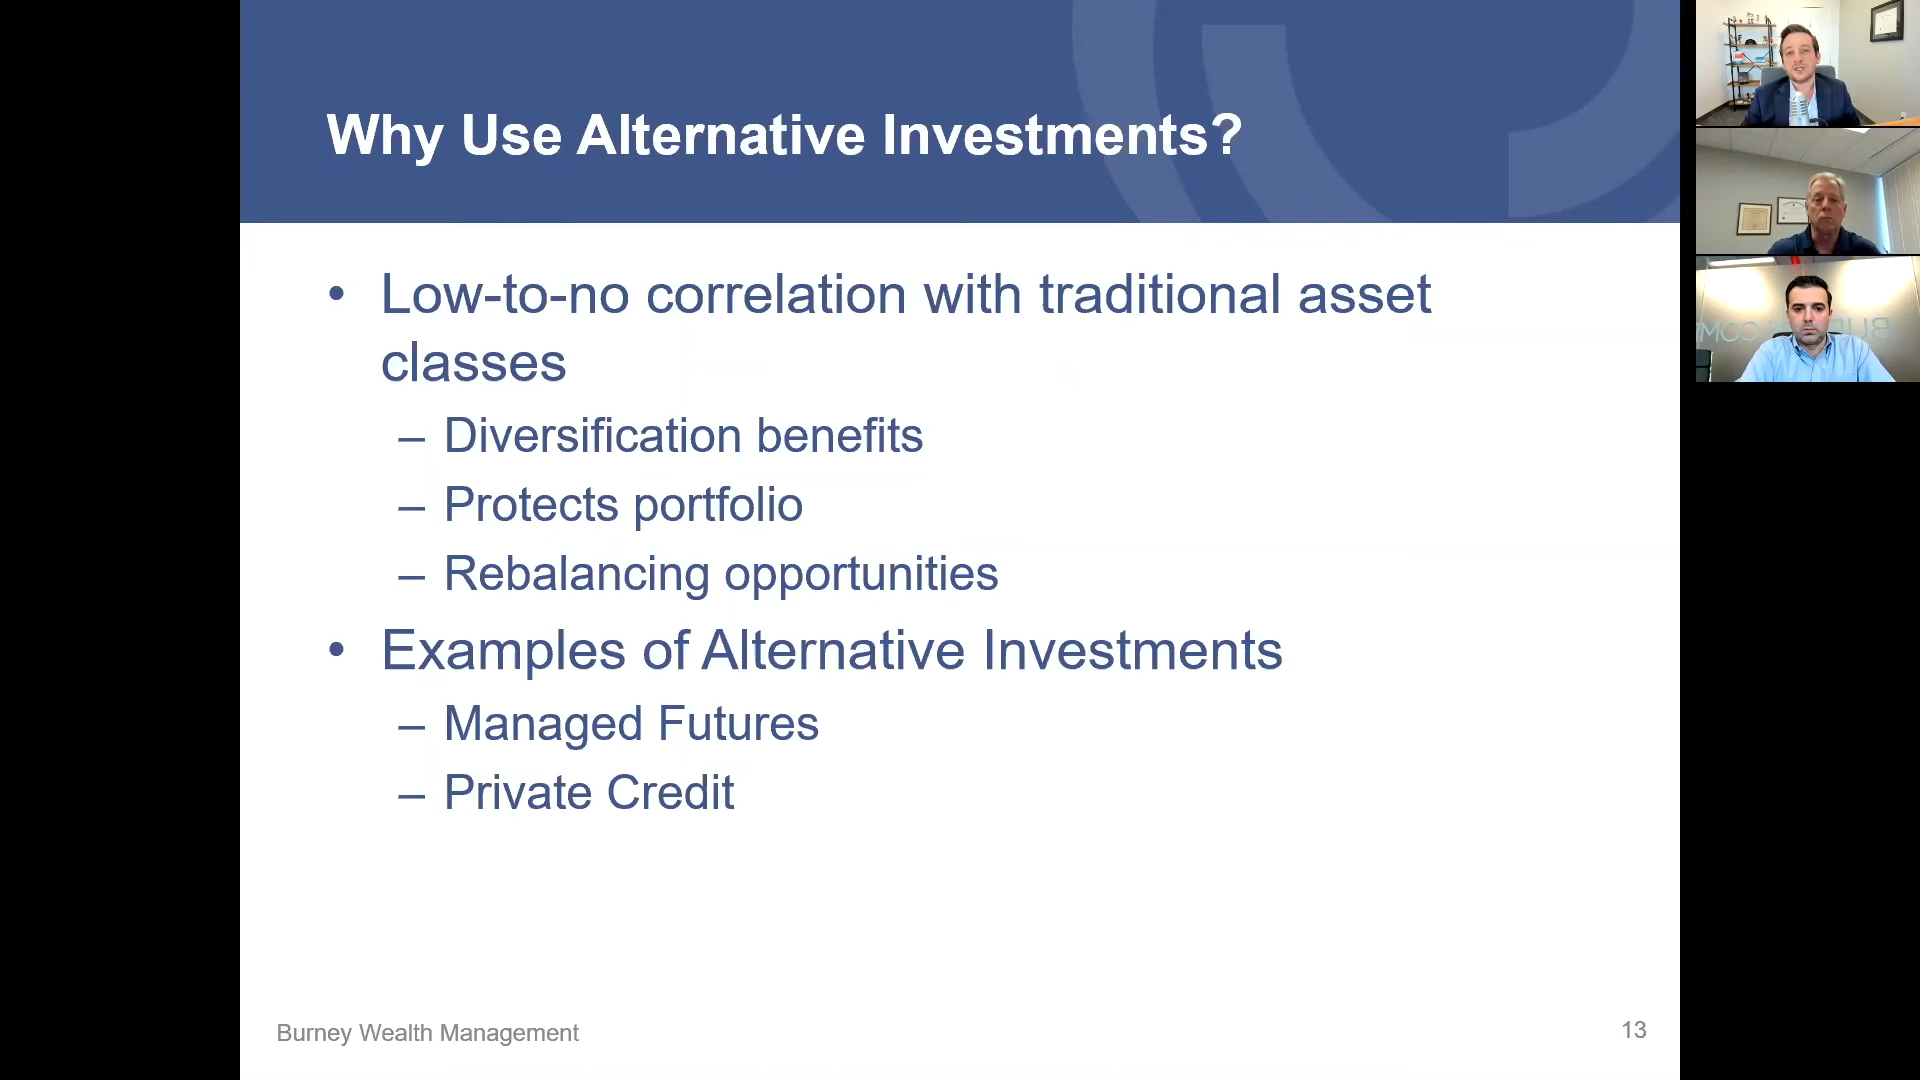 Why Use Alternative Investments?
• Low-to-no correlation with traditional asset
classes
– Diversification benefits
– Protects portfolio
– Rebalancing opportunities
• Examples of Alternative Investments
– Managed Futures
– Private Credit
Burney Wealth Management
13